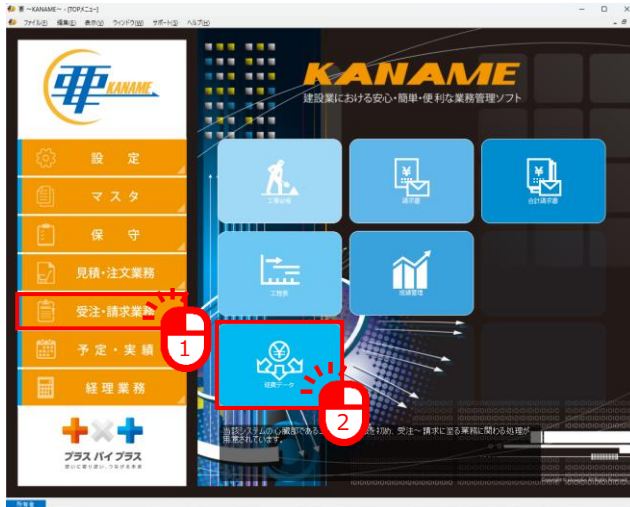 要 ～KANAME～ - [TOPメニュー]
ファイル(F) 編集(E) 表示(V) ウィンドウ(W) サポート(S) ヘルプ(H)
要 KANAME
KANAME
建設業における安心・簡単・便利な業務管理ソフト
設 定
マ ス タ
保 守
見積・注文業務
受注・請求業務
予 定 ・ 実 績
経 理 業 務
工事台帳
請求書
合計請求書
工程表
成績管理
経費データ
1
2
当該システムの心臓部である
を初め、受注～請求に至る業務に関わる処理が
用意されています。
プラス バイ プラス